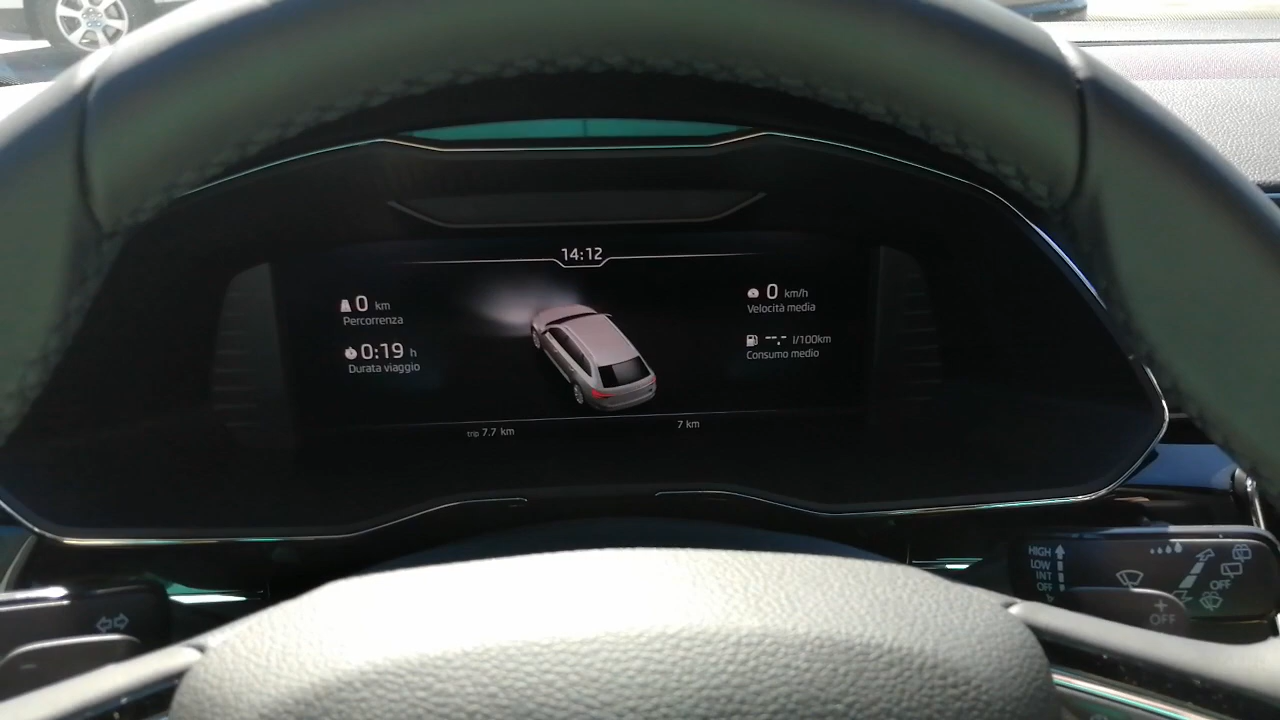 14:12
0 km
Percorrenza
0:19 h
Durata viaggio
0 km/h
Velocità media
--.- l/100km
Consumo medio
trip 7.7 km
7 km
HIGH
LOW
INT
OFF
OFF
+
OFF